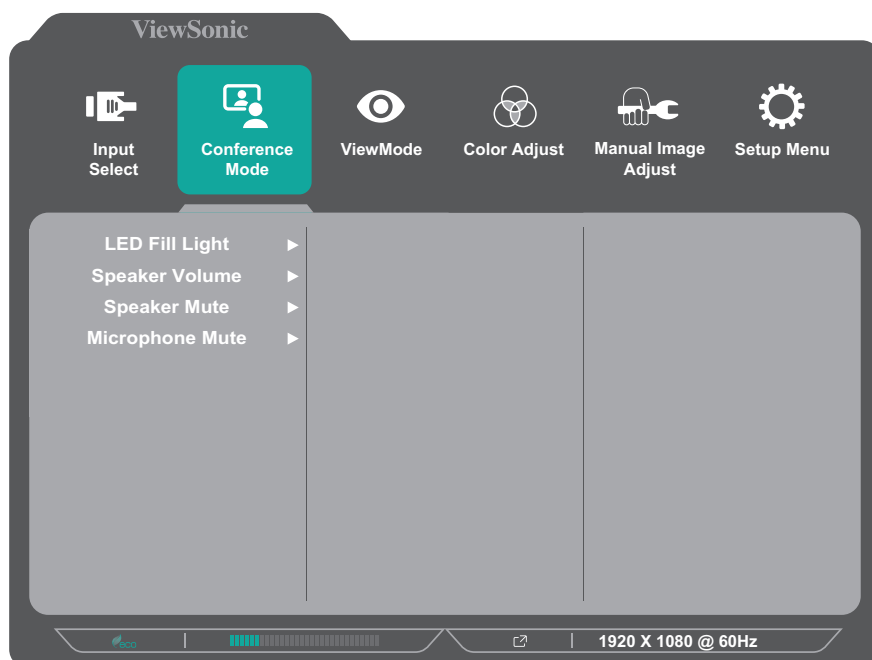 ViewSonic
Input
Select
Conference
Mode
ViewMode
Color Adjust
Manual Image
Adjust
Setup Menu
LED Fill Light
Speaker Volume
Speaker Mute
Microphone Mute
eco
1920 X 1080 @ 60Hz